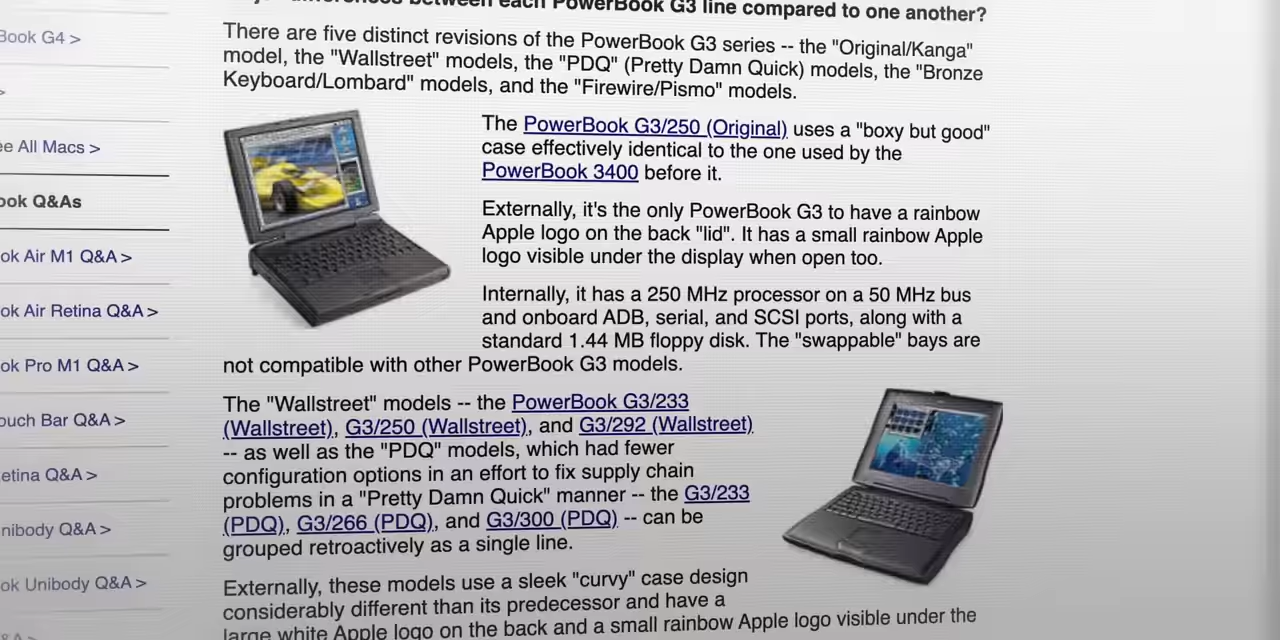 Book G4 >
>
ee All Macs >
ook Q&As
ok Air M1 Q&A >
ok Air Retina Q&A >
ok Pro M1 Q&A >
ouch Bar Q&A >
etina Q&A >
nibody Q&A >
ok Unibody Q&A >
between each PowerBook G3 line compared to one another?
There are five distinct revisions of the PowerBook G3 series -- the "Original/Kanga"
model, the "Wallstreet" models, the "PDQ" (Pretty Damn Quick) models, the "Bronze
Keyboard/Lombard" models, and the "Firewire/Pismo" models.
The PowerBook G3/250 (Original) uses a "boxy but good"
case effectively identical to the one used by the
PowerBook 3400 before it.
Externally, it's the only PowerBook G3 to have a rainbow
Apple logo on the back "lid". It has a small rainbow Apple
logo visible under the display when open too.
Internally, it has a 250 MHz processor on a 50 MHz bus
and onboard ADB, serial, and SCSI ports, along with a
standard 1.44 MB floppy disk. The "swappable" bays are
not compatible with other PowerBook G3 models.
The "Wallstreet" models -- the PowerBook G3/233
(Wallstreet), G3/250 (Wallstreet), and G3/292 (Wallstreet)
-- as well as the "PDQ" models, which had fewer
configuration options in an effort to fix supply chain
problems in a "Pretty Damn Quick" manner -- the G3/233
(PDQ), G3/266 (PDQ), and G3/300 (PDQ) -- can be
grouped retroactively as a single line.
Externally, these models use a sleek "curvy" case design
considerably different than its predecessor and have a
large white Apple logo on the back and a small rainbow Apple logo visible under the